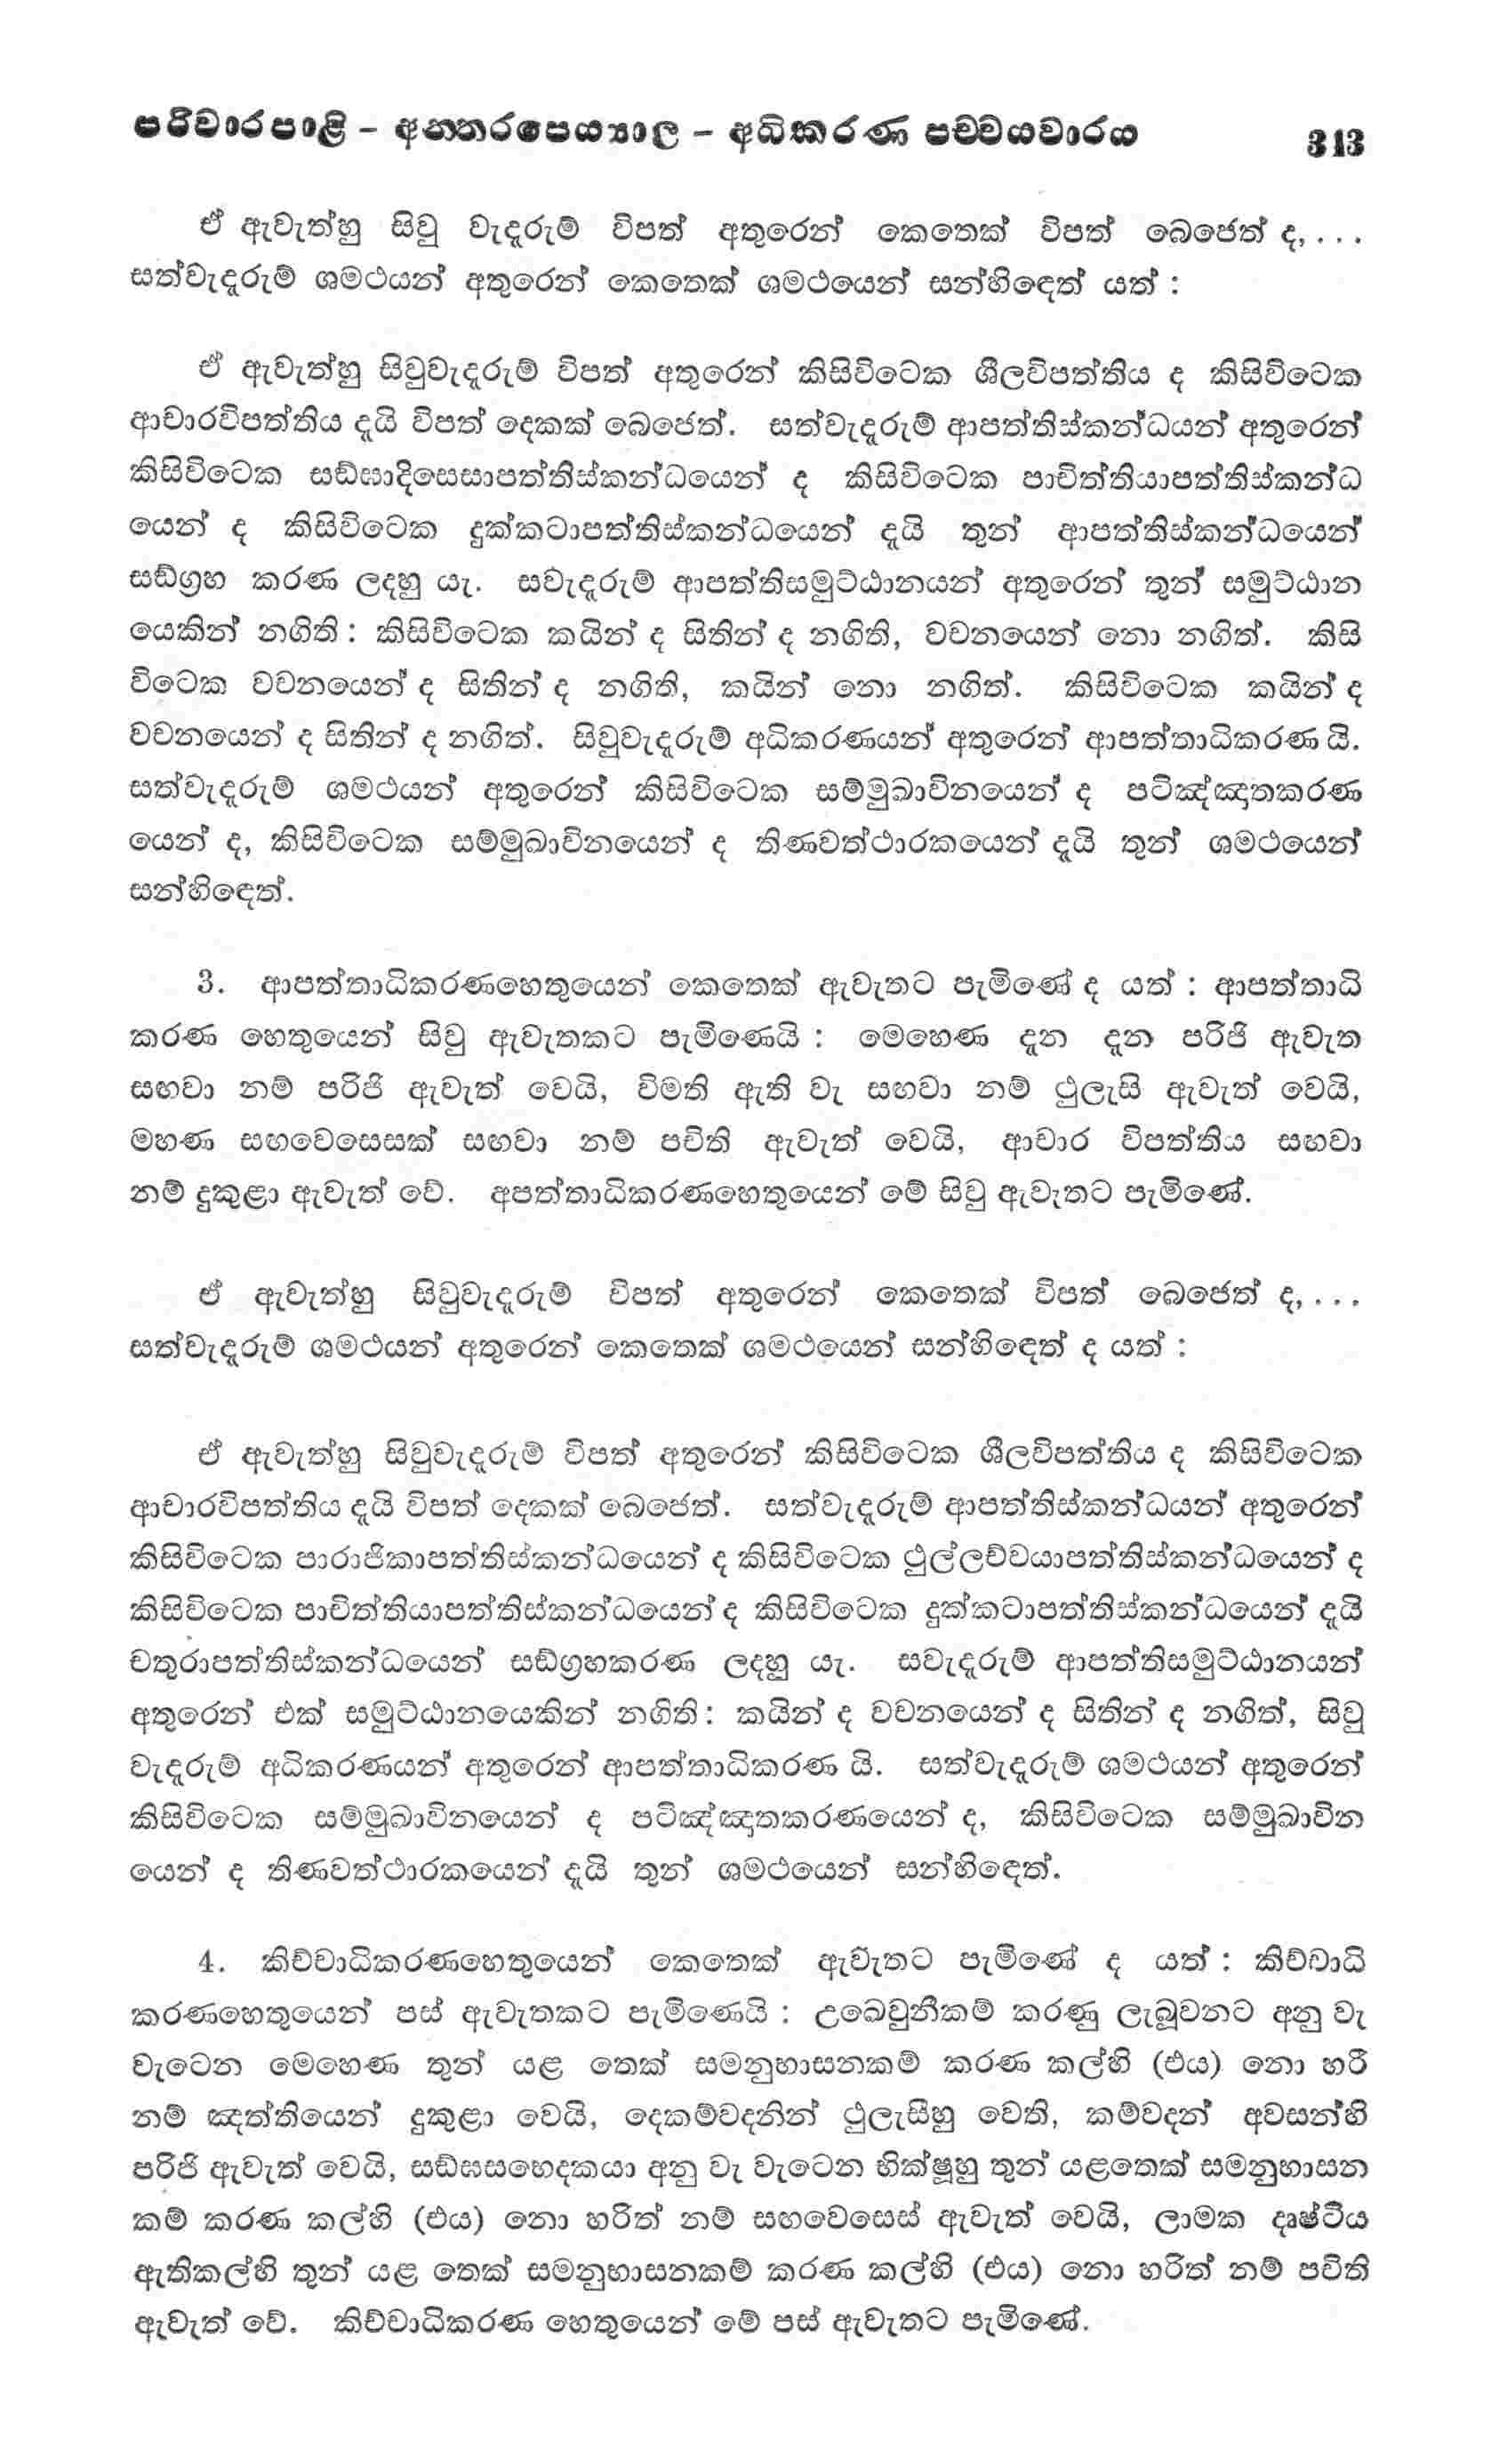 පරිවාරපාළි - අන්තරපෙය්‍යාල - අධිකරණ පච්චයවාරය 313
ඒ ඇවැත්හු සිවු වැදෑරුම් විපත් අතුරෙන් කෙතෙක් විපත් බෙජෙත් ද, . . .
සත්වැදෑරුම් ශමථයන් අතුරෙන් කෙතෙක් ශමථයෙන් සන්හිඳෙත් යත් :
ඒ ඇවැත්හු සිවුවැදෑරුම් විපත් අතුරෙන් කිසිවිටෙක ශීලවිපත්තිය ද කිසිවිටෙක
ආචාරවිපත්තිය දැයි විපත් දෙකක් බෙජෙත්. සත්වැදෑරුම් ආපත්තිස්කන්ධයන් අතුරෙන්
කිසිවිටෙක සඞ්ඝාදිසෙසාපත්තිස්කන්ධයෙන් ද කිසිවිටෙක පාචිත්තියාපත්තිස්කන්ධ
යෙන් ද කිසිවිටෙක දුක්කටාපත්තිස්කන්ධයෙන් දැයි තුන් ආපත්තිස්කන්ධයෙන්
සඞ්ග්‍රහ කරණ ලදහු යැ. සවැදෑරුම් ආපත්තිසමුට්ඨානයන් අතුරෙන් තුන් සමුට්ඨාන
යෙකින් නගිති : කිසිවිටෙක කයින් ද සිතින් ද නගිති, වචනයෙන් නො නගිත්. කිසි
විටෙක වචනයෙන් ද සිතින් ද නගිති, කයින් නො නගිත්. කිසිවිටෙක කයින් ද
වචනයෙන් ද සිතින් ද නගිත්. සිවුවැදෑරුම් අධිකරණයන් අතුරෙන් ආපත්තාධිකරණ යි.
සත්වැදෑරුම් ශමථයන් අතුරෙන් කිසිවිටෙක සම්මුඛාවිනයෙන් ද පටිඤ්ඤාතකරණ
යෙන් ද, කිසිවිටෙක සම්මුඛාවිනයෙන් ද තිණවත්ථාරකයෙන් දැයි තුන් ශමථයෙන්
සන්හිඳෙත්.
3. ආපත්තාධිකරණහෙතුයෙන් කෙතෙක් ඇවැතට පැමිණේ ද යත් : ආපත්තාධි
කරණ හෙතුයෙන් සිවු ඇවැතකට පැමිණෙයි : මෙහෙණ දැන දැන පරිජි ඇවැත
සඟවා නම් පරිජි ඇවැත් වෙයි, විමති ඇති වැ සඟවා නම් ථුලැසි ඇවැත් වෙයි,
මහණ සඟවෙසෙසක් සඟවා නම් පචිති ඇවැත් වෙයි, ආචාර විපත්තිය සඟවා
නම් දුකුළා ඇවැත් වේ. අපත්තාධිකරණහෙතුයෙන් මේ සිවු ඇවැතට පැමිණේ.
ඒ ඇවැත්හු සිවුවැදෑරුම් විපත් අතුරෙන් කෙතෙක් විපත් බෙජෙත් ද, . . .
සත්වැදෑරුම් ශමථයන් අතුරෙන් කෙතෙක් ශමථයෙන් සන්හිඳෙත් ද යත් :
ඒ ඇවැත්හු සිවුවැදෑරුම් විපත් අතුරෙන් කිසිවිටෙක ශීලවිපත්තිය ද කිසිවිටෙක
ආචාරවිපත්තිය දැයි විපත් දෙකක් බෙජෙත්. සත්වැදෑරුම් ආපත්තිස්කන්ධයන් අතුරෙන්
කිසිවිටෙක පාරාජිකාපත්තිස්කන්ධයෙන් ද කිසිවිටෙක ථුල්ලච්චයාපත්තිස්කන්ධයෙන් ද
කිසිවිටෙක පාචිත්තියාපත්තිස්කන්ධයෙන් ද කිසිවිටෙක දුක්කටාපත්තිස්කන්ධයෙන් දැයි
චතුරාපත්තිස්කන්ධයෙන් සඞ්ග්‍රහකරණ ලදහු යැ. සවැදෑරුම් ආපත්තිසමුට්ඨානයන්
අතුරෙන් එක් සමුට්ඨානයෙකින් නගිති : කයින් ද වචනයෙන් ද සිතින් ද නගිත්, සිවු
වැදෑරුම් අධිකරණයන් අතුරෙන් ආපත්තාධිකරණ යි. සත්වැදෑරුම් ශමථයන් අතුරෙන්
කිසිවිටෙක සම්මුඛාවිනයෙන් ද පටිඤ්ඤාතකරණයෙන් ද, කිසිවිටෙක සම්මුඛාවින
යෙන් ද තිණවත්ථාරකයෙන් දැයි තුන් ශමථයෙන් සන්හිඳෙත්.
4. කිච්චාධිකරණහෙතුයෙන් කෙතෙක් ඇවැතට පැමිණේ ද යත් : කිච්චාධි
කරණහෙතුයෙන් පස් ඇවැතකට පැමිණෙයි : උඛෙවුනීකම් කරණු ලැබූවනට අනු වැ
වැටෙන මෙහෙණ තුන් යළ තෙක් සමනුභාසනකම් කරණ කල්හි (එය) නො හරී
නම් ඤත්තියෙන් දුකුළා වෙයි, දෙකම්වදනින් ථුලැසිහු වෙති, කම්වදන් අවසන්හි
පරිජි ඇවැත් වෙයි, සඞ්ඝසභෙදකයා අනු වැ වැටෙන භික්ෂූහු තුන් යළතෙක් සමනුභාසන
කම් කරණ කල්හි (එය) නො හරිත් නම් සඟවෙසෙස් ඇවැත් වෙයි, ලාමක දෘෂ්ටිය
ඇතිකල්හි තුන් යළ තෙක් සමනුභාසනකම් කරණ කල්හි (එය) නො හරිත් නම් පචිති
ඇවැත් වේ. කිච්චාධිකරණ හෙතුයෙන් මේ පස් ඇවැතට පැමිණේ.